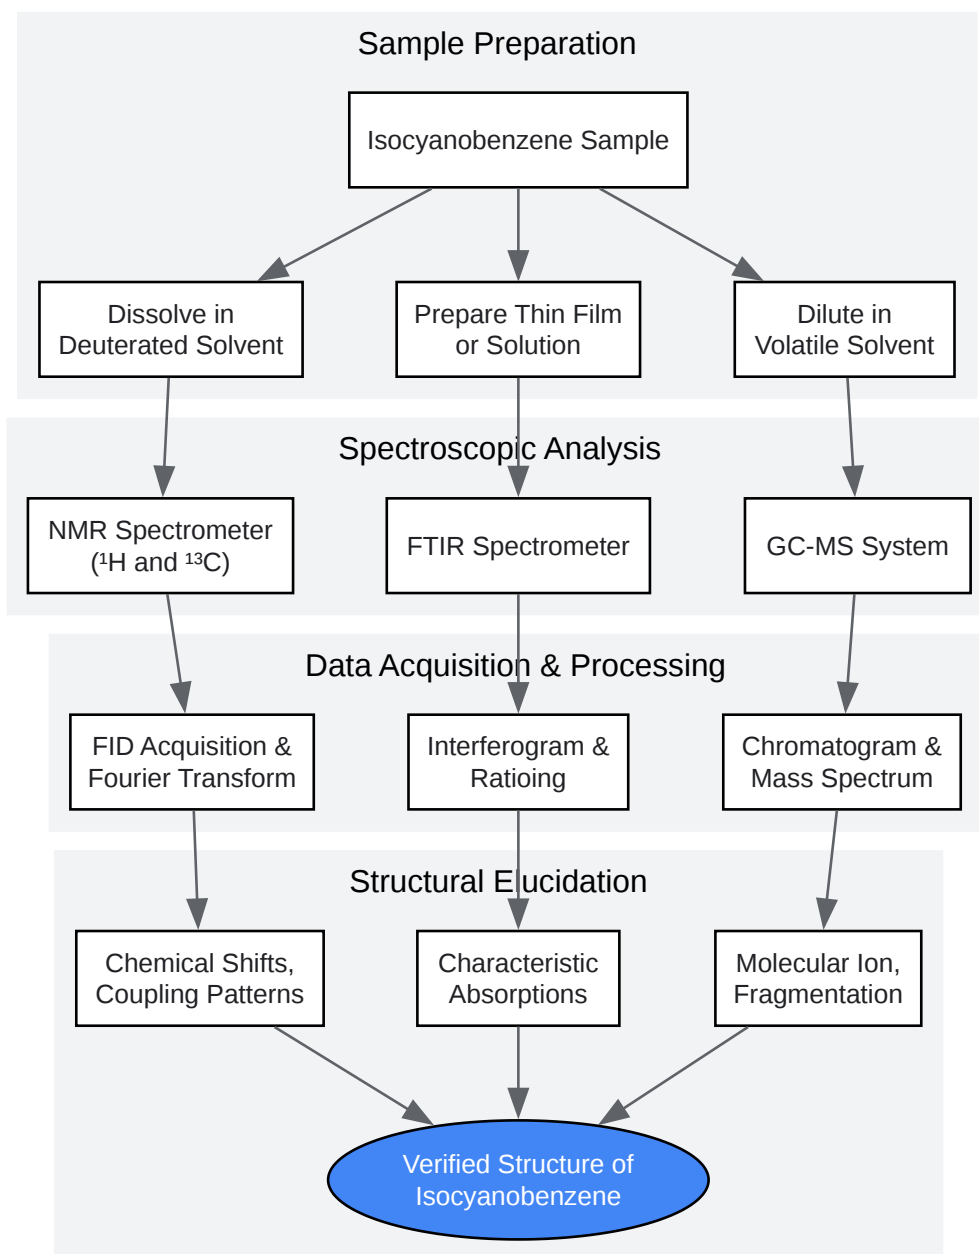 Sample Preparation
Isocyanobenzene Sample
Dissolve in
Deuterated Solvent
Prepare Thin Film
or Solution
Dilute in
Volatile Solvent
Spectroscopic Analysis
NMR Spectrometer
(¹H and ¹³C)
FTIR Spectrometer
GC-MS System
Data Acquisition & Processing
FID Acquisition &
Fourier Transform
Interferogram &
Ratioing
Chromatogram &
Mass Spectrum
Structural Elucidation
Chemical Shifts,
Coupling Patterns
Characteristic
Absorptions
Molecular Ion,
Fragmentation
Verified Structure of
Isocyanobenzene